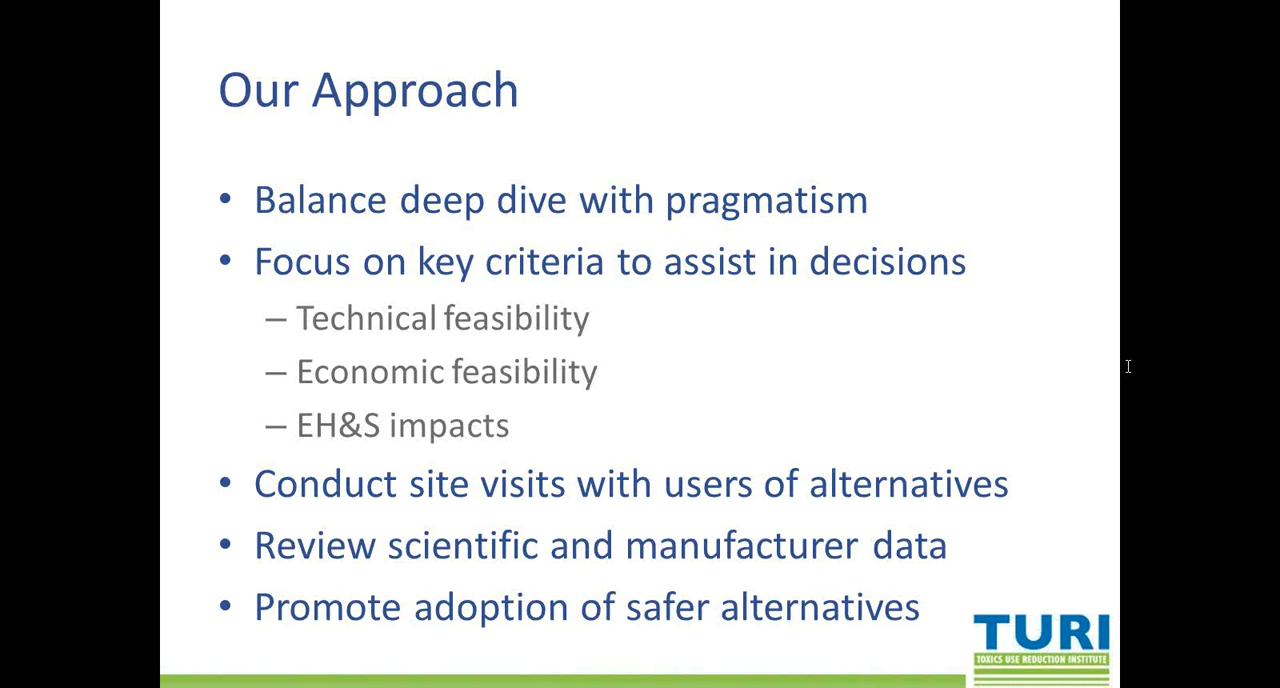 Our Approach
• Balance deep dive with pragmatism
• Focus on key criteria to assist in decisions
– Technical feasibility
– Economic feasibility
– EH&S impacts
• Conduct site visits with users of alternatives
• Review scientific and manufacturer data
• Promote adoption of safer alternatives
TURI
TOXICS USE REDUCTION INSTITUTE